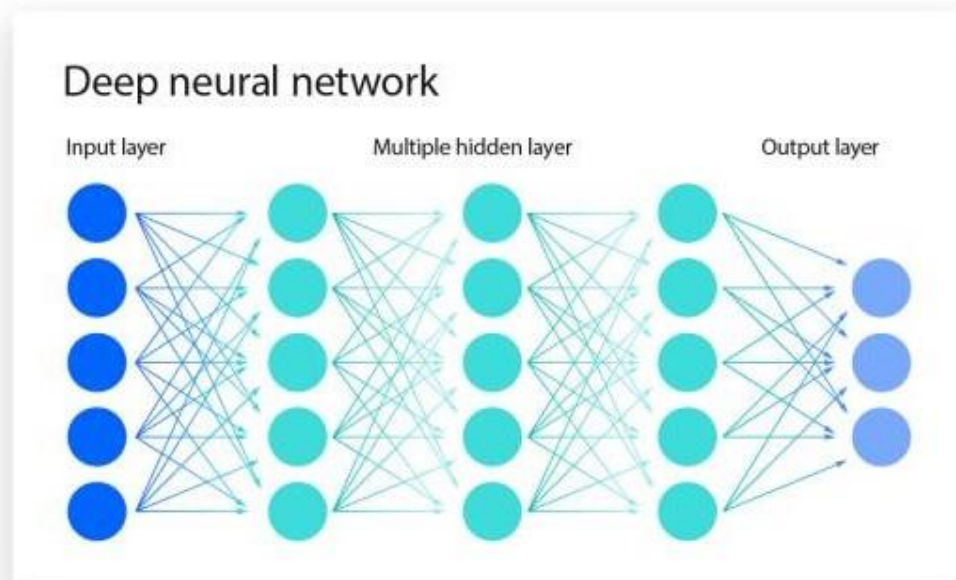 Deep neural network
Input layer
Multiple hidden layer
Output layer